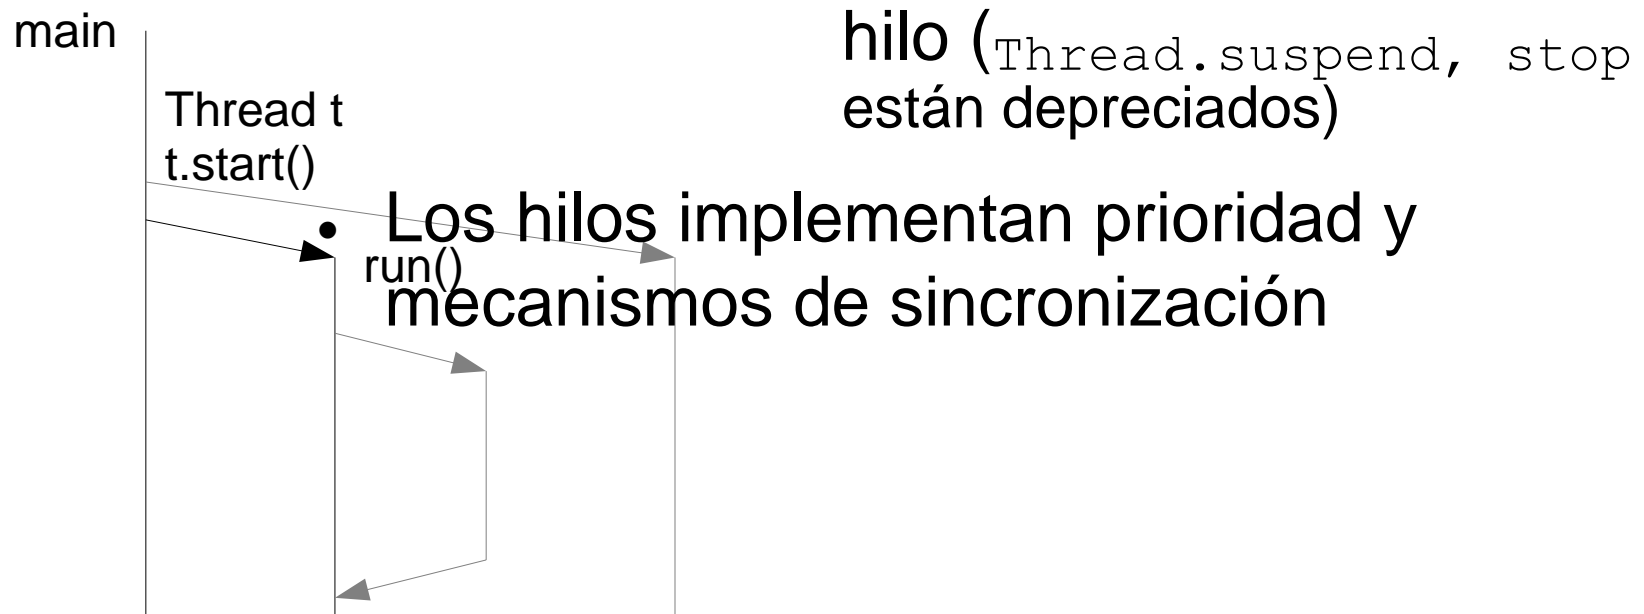 main
hilo (Thread.suspend, stop
están depreciados)
Thread t
t.start()
• Los hilos implementan prioridad y
mecanismos de sincronización
run()